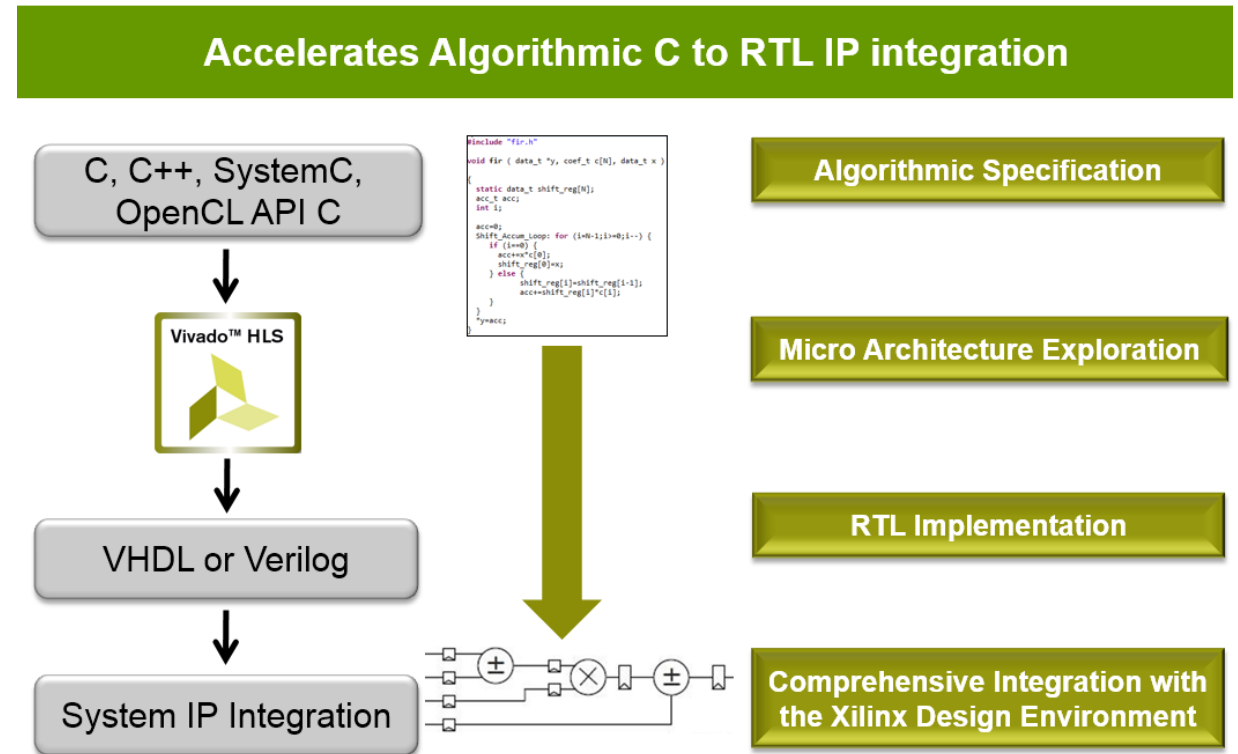 Accelerates Algorithmic C to RTL IP integration
C, C++, SystemC,
OpenCL API C
Vivado™ HLS
VHDL or Verilog
System IP Integration
#include "fir.h"
void fir ( data_t *y, coef_t c[N], data_t x )
{
static data_t shift_reg[N];
acc_t acc;
int i;
acc=0;
Shift_Accum_Loop: for (i=N-1;i>=0;i--) {
if (i==0) {
acc+=x*c[0];
shift_reg[0]=x;
} else {
shift_reg[i]=shift_reg[i-1];
acc+=shift_reg[i]*c[i];
}
}
*y=acc;
}
±
×
±
Algorithmic Specification
Micro Architecture Exploration
RTL Implementation
Comprehensive Integration with
the Xilinx Design Environment